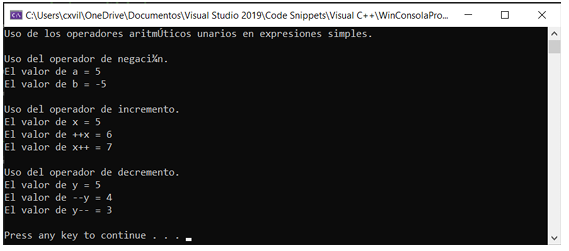 C:\Users\cxvil\OneDrive\Documentos\Visual Studio 2019\Code Snippets\Visual C++\WinConsolaPro...
Uso de los operadores aritmÚticos unarios en expresiones simples.
Uso del operador de negaci¾n.
El valor de a = 5
El valor de b = -5
Uso del operador de incremento.
El valor de x = 5
El valor de ++x = 6
El valor de x++ = 7
Uso del operador de decremento.
El valor de y = 5
El valor de --y = 4
El valor de y-- = 3
Press any key to continue . . .